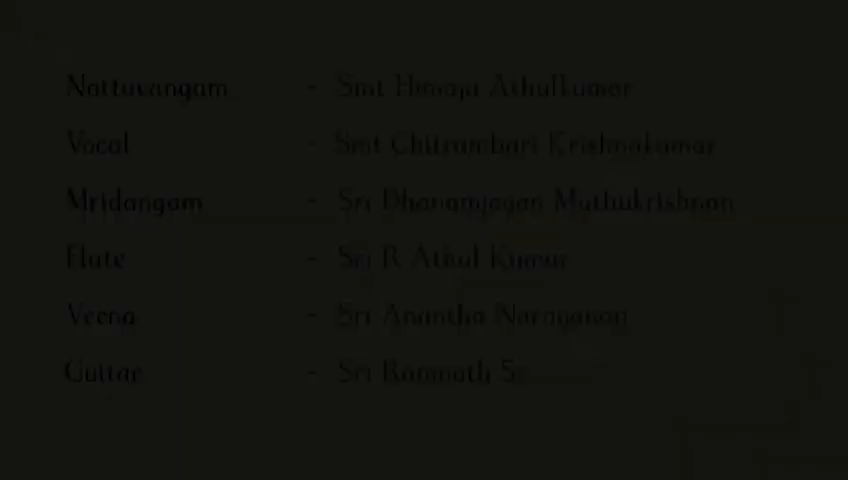 Nattuvangam - Smt Himaja Athulkumar
Vocal - Smt Chitrambari Krishnakumar
Mridangam - Sri Dhananjayan Muthukrishnan
Flute - Sri R Athul Kumar
Veena - Sri Anantha Narayanan
Guitar - Sri Ramnath S